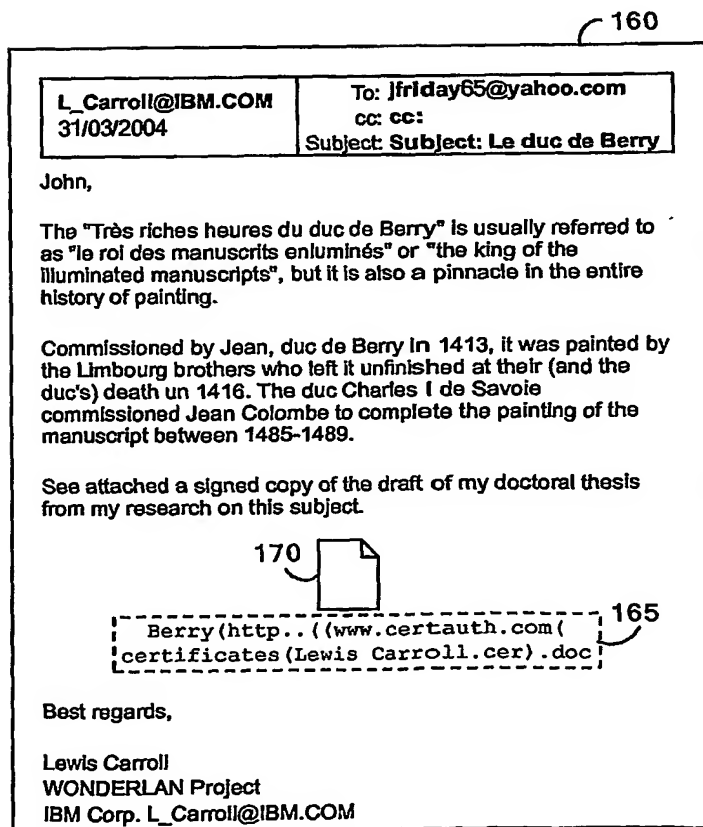 160
L_Carroll@IBM.COM
31/03/2004
To: jfriday65@yahoo.com
cc: cc:
Subject: Subject: Le duc de Berry
John,
The "Très riches heures du duc de Berry" is usually referred to
as "le roi des manuscrits enluminés" or "the king of the
illuminated manuscripts", but it is also a pinnacle in the entire
history of painting.
Commissioned by Jean, duc de Berry in 1413, it was painted by
the Limbourg brothers who left it unfinished at their (and the
duc's) death un 1416. The duc Charles I de Savoie
commissioned Jean Colombe to complete the painting of the
manuscript between 1485-1489.
See attached a signed copy of the draft of my doctoral thesis
from my research on this subject.
170
165
Berry(http..((www.certauth.com(
certificates(Lewis Carroll.cer).doc
Best regards,
Lewis Carroll
WONDERLAN Project
IBM Corp. L_Carroll@IBM.COM